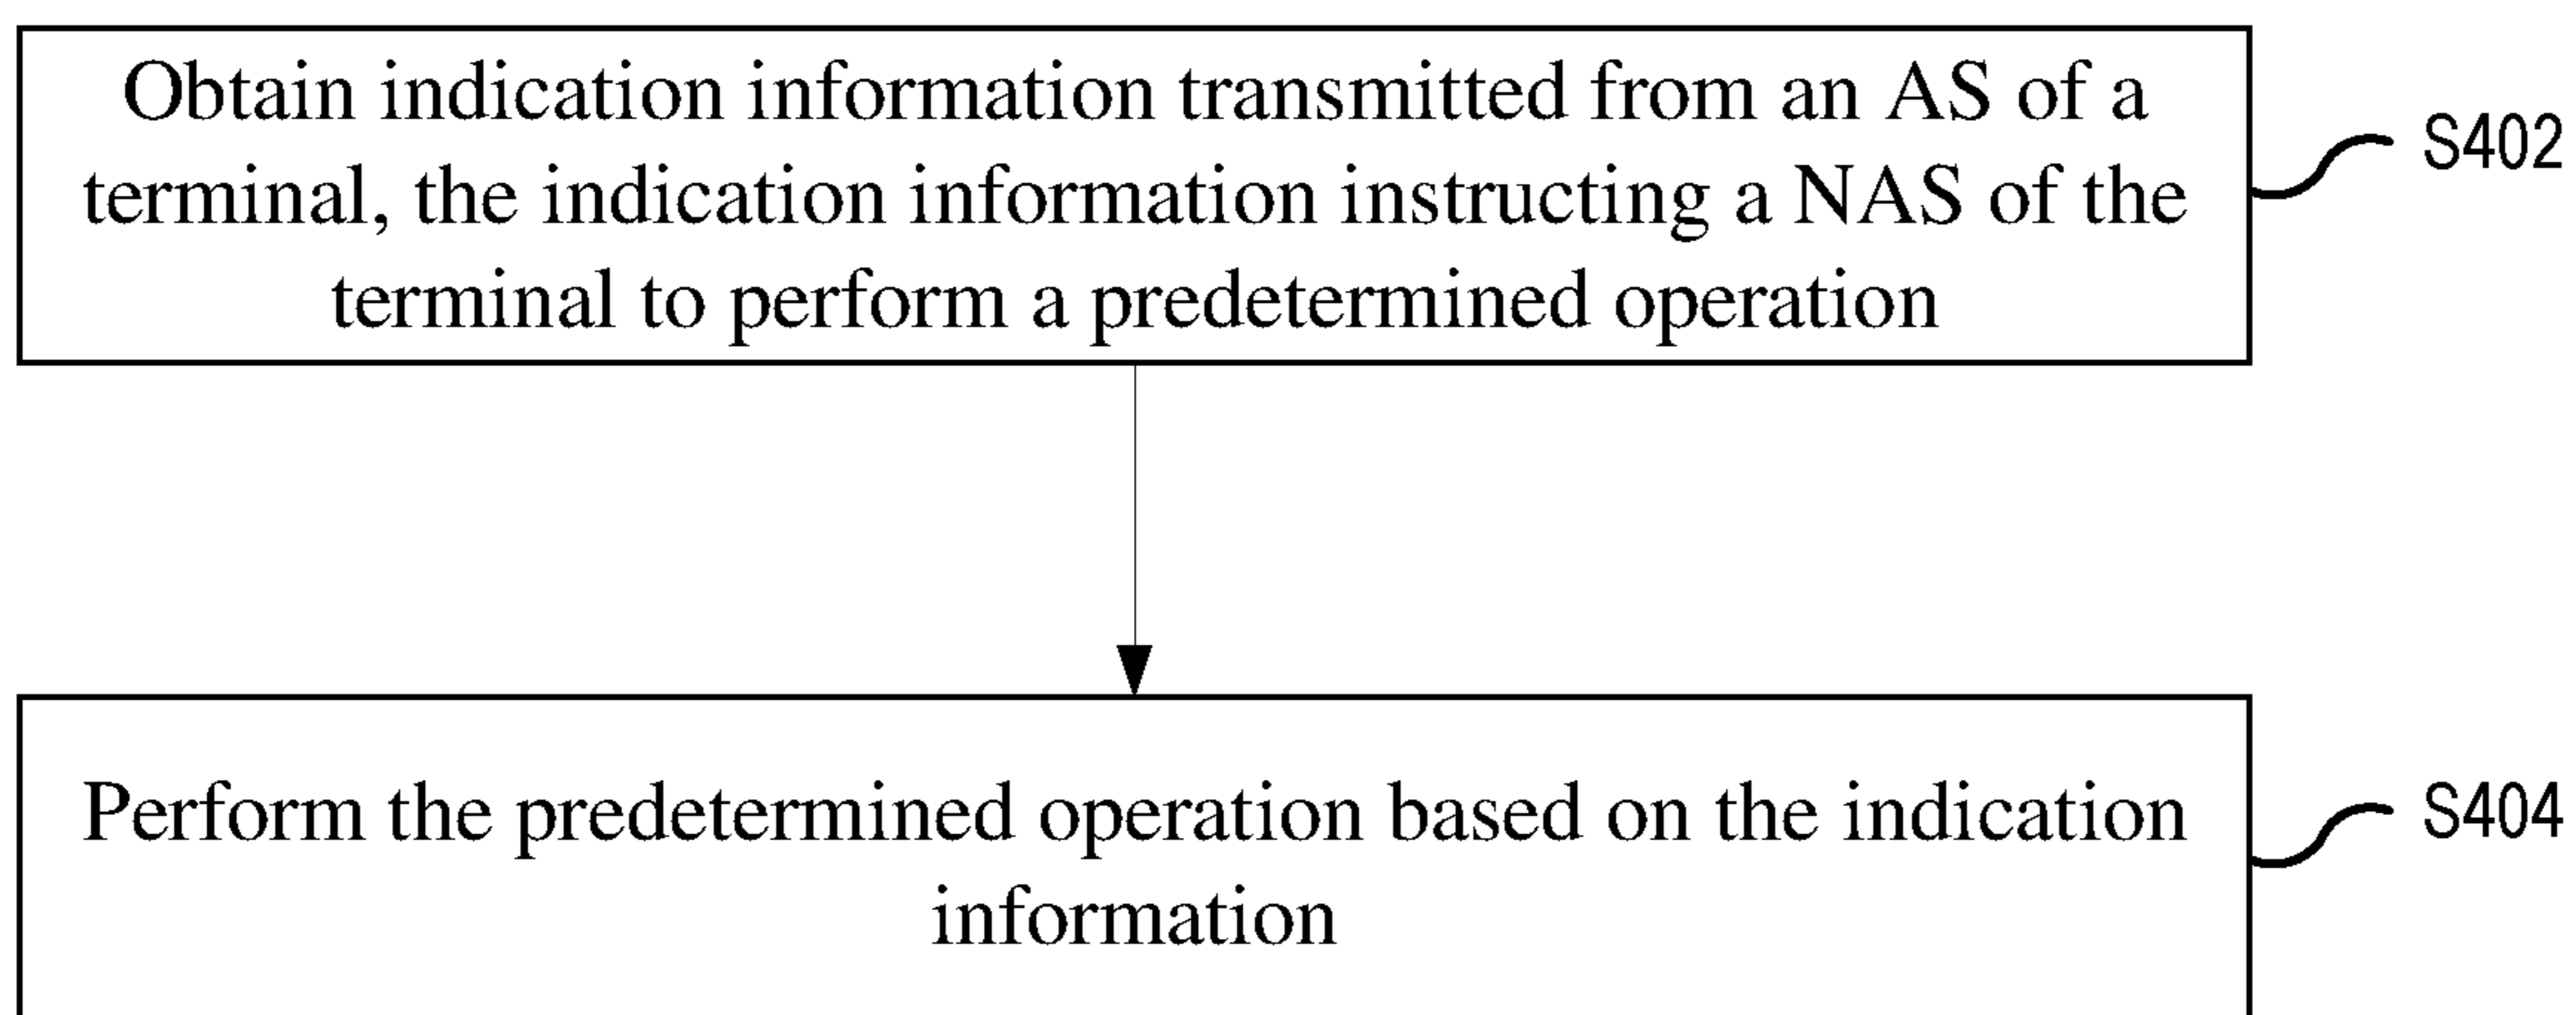 Obtain indication information transmitted from an AS of a
terminal, the indication information instructing a NAS of the
terminal to perform a predetermined operation
S402
Perform the predetermined operation based on the indication
information
S404